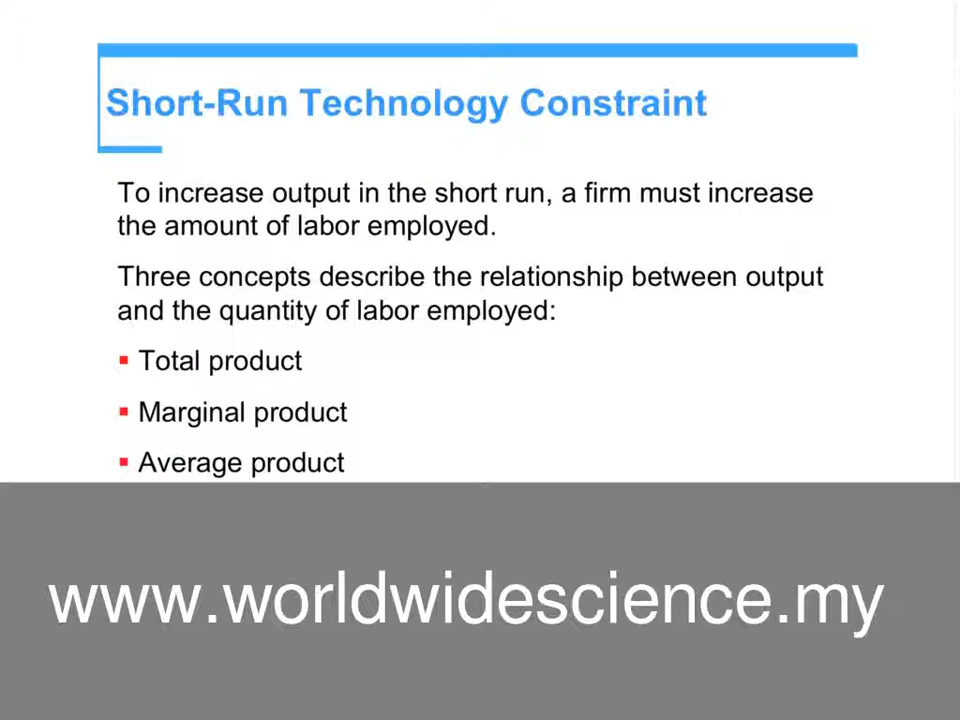 Short-Run Technology Constraint
To increase output in the short run, a firm must increase
the amount of labor employed.
Three concepts describe the relationship between output
and the quantity of labor employed:
▪ Total product
▪ Marginal product
▪ Average product
www.worldwidescience.my